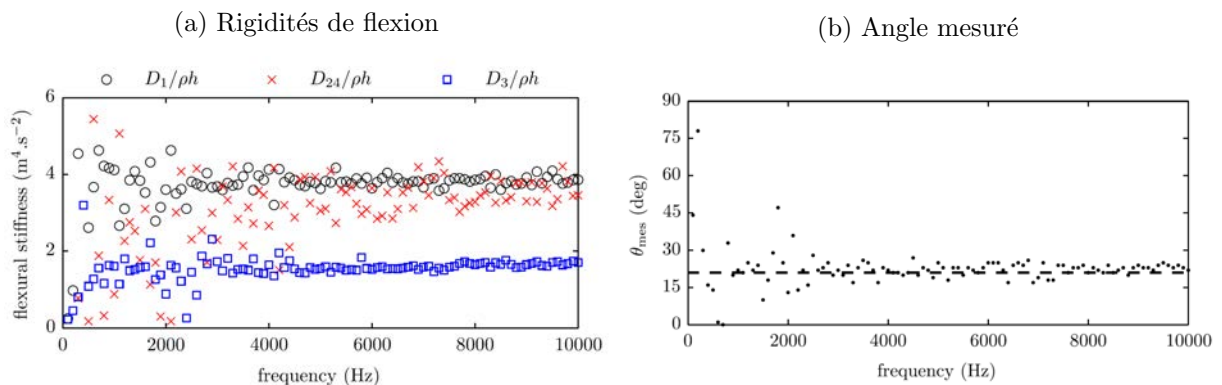 (a) Rigidités de flexion
D₁/ρh D₂₄/ρh D₃/ρh
flexural stiffness (m⁴.s⁻²)
6
4
2
0
0 2000 4000 6000 8000 10000
frequency (Hz)
(b) Angle mesuré
θ_mes (deg)
90
75
60
45
30
15
0
0 2000 4000 6000 8000 10000
frequency (Hz)